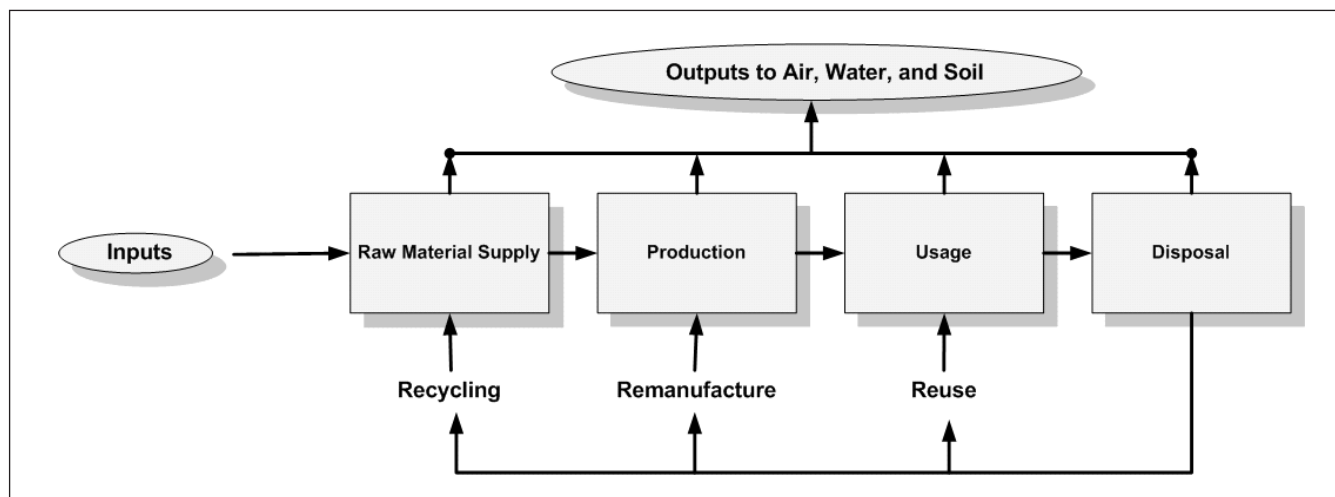 Outputs to Air, Water, and Soil
Inputs
Raw Material Supply
Production
Usage
Disposal
Recycling
Remanufacture
Reuse